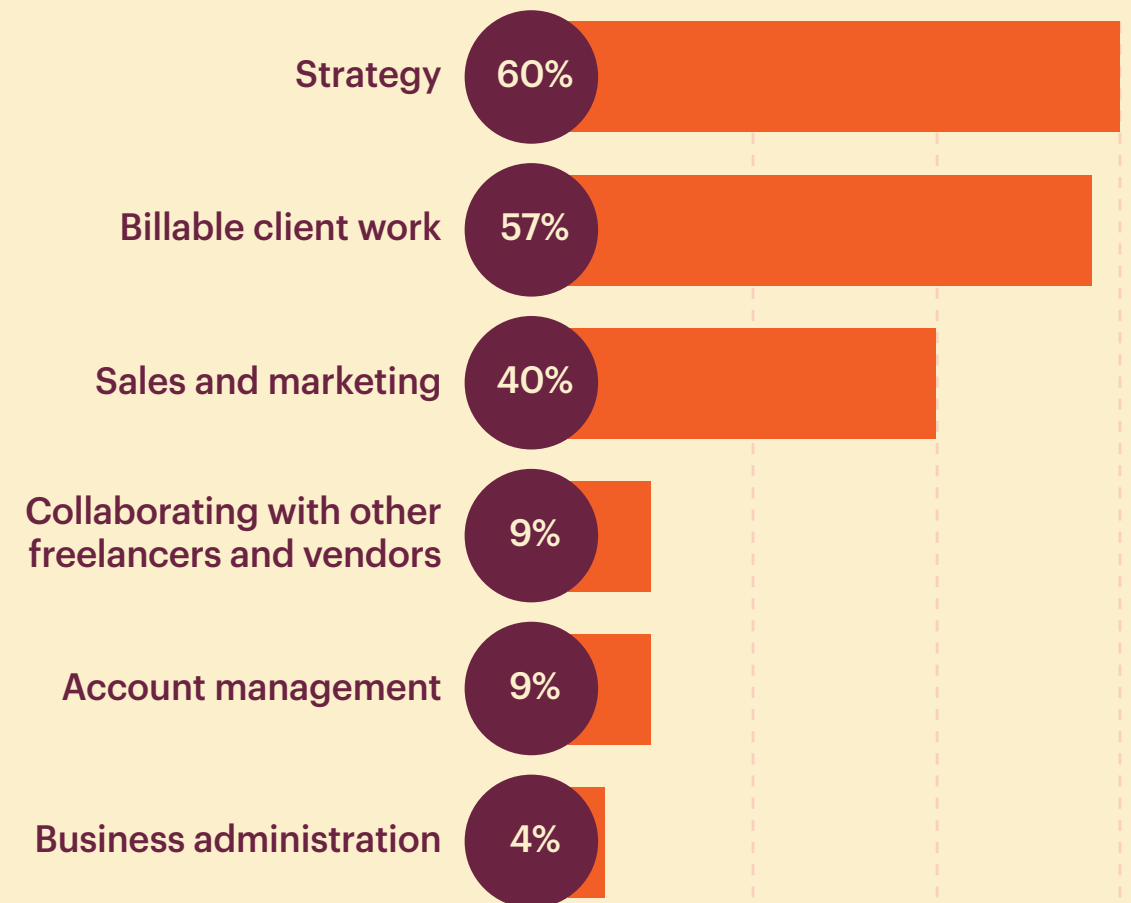 Strategy 60%
Billable client work 57%
Sales and marketing 40%
Collaborating with other
freelancers and vendors 9%
Account management 9%
Business administration 4%